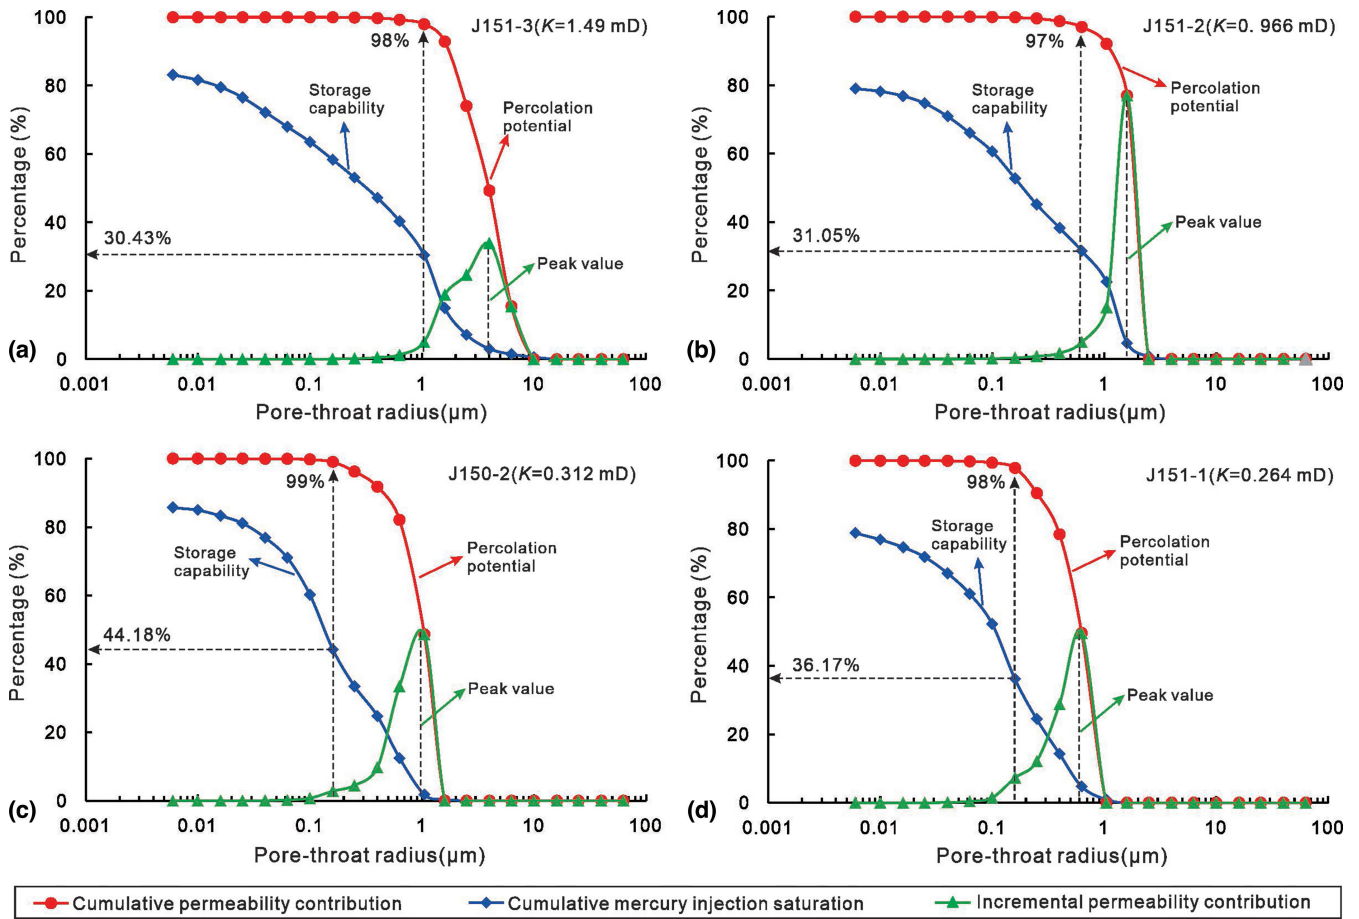 J151-3(K=1.49 mD)
Percentage (%)
100
80
60
40
20
0
98%
Storage
capability
Percolation
potential
30.43%
Peak value
(a)
0.001
0.01
0.1
1
10
100
Pore-throat radius(μm)
J151-2(K=0. 966 mD)
Percentage (%)
100
80
60
40
20
0
97%
Storage
capability
Percolation
potential
31.05%
Peak value
(b)
0.001
0.01
0.1
1
10
100
Pore-throat radius(μm)
J150-2(K=0.312 mD)
Percentage (%)
100
80
60
40
20
0
99%
Storage
capability
Percolation
potential
44.18%
Peak value
(c)
0.001
0.01
0.1
1
10
100
Pore-throat radius(μm)
J151-1(K=0.264 mD)
Percentage (%)
100
80
60
40
20
0
98%
Storage
capability
Percolation
potential
36.17%
Peak value
(d)
0.001
0.01
0.1
1
10
100
Pore-throat radius(μm)
Cumulative permeability contribution
Cumulative mercury injection saturation
Incremental permeability contribution